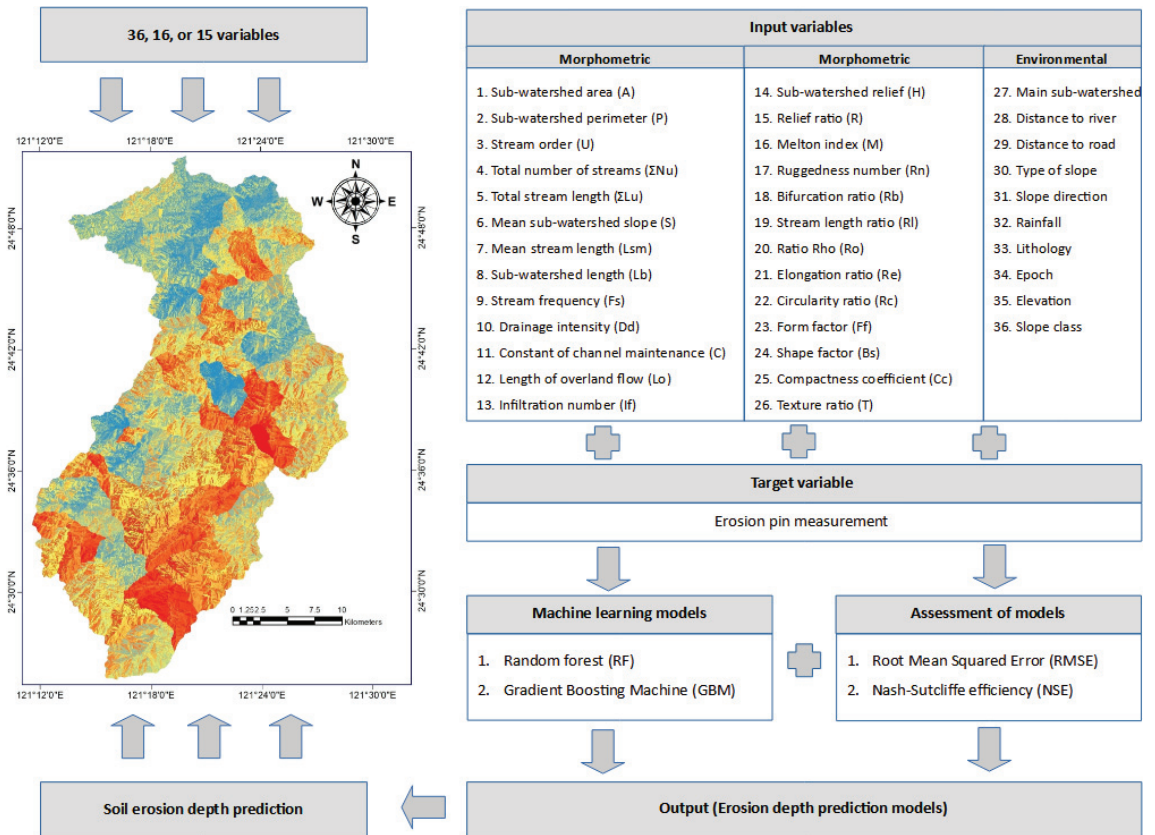 36, 16, or 15 variables
121°12'0"E
121°18'0"E
121°24'0"E
121°30'0"E
N
W
E
S
24°48'0"N
24°48'0"N
24°42'0"N
24°42'0"N
24°36'0"N
24°36'0"N
24°30'0"N
24°30'0"N
0 1.252.5 5 7.5 10
Kilometers
121°12'0"E
121°18'0"E
121°24'0"E
121°30'0"E
Soil erosion depth prediction
Input variables
Morphometric
1. Sub-watershed area (A)
2. Sub-watershed perimeter (P)
3. Stream order (U)
4. Total number of streams (ΣNu)
5. Total stream length (ΣLu)
6. Mean sub-watershed slope (S)
7. Mean stream length (Lsm)
8. Sub-watershed length (Lb)
9. Stream frequency (Fs)
10. Drainage intensity (Dd)
11. Constant of channel maintenance (C)
12. Length of overland flow (Lo)
13. Infiltration number (If)
Morphometric
14. Sub-watershed relief (H)
15. Relief ratio (R)
16. Melton index (M)
17. Ruggedness number (Rn)
18. Bifurcation ratio (Rb)
19. Stream length ratio (Rl)
20. Ratio Rho (Ro)
21. Elongation ratio (Re)
22. Circularity ratio (Rc)
23. Form factor (Ff)
24. Shape factor (Bs)
25. Compactness coefficient (Cc)
26. Texture ratio (T)
Environmental
27. Main sub-watershed
28. Distance to river
29. Distance to road
30. Type of slope
31. Slope direction
32. Rainfall
33. Lithology
34. Epoch
35. Elevation
36. Slope class
Target variable
Erosion pin measurement
Machine learning models
1. Random forest (RF)
2. Gradient Boosting Machine (GBM)
Assessment of models
1. Root Mean Squared Error (RMSE)
2. Nash-Sutcliffe efficiency (NSE)
Output (Erosion depth prediction models)